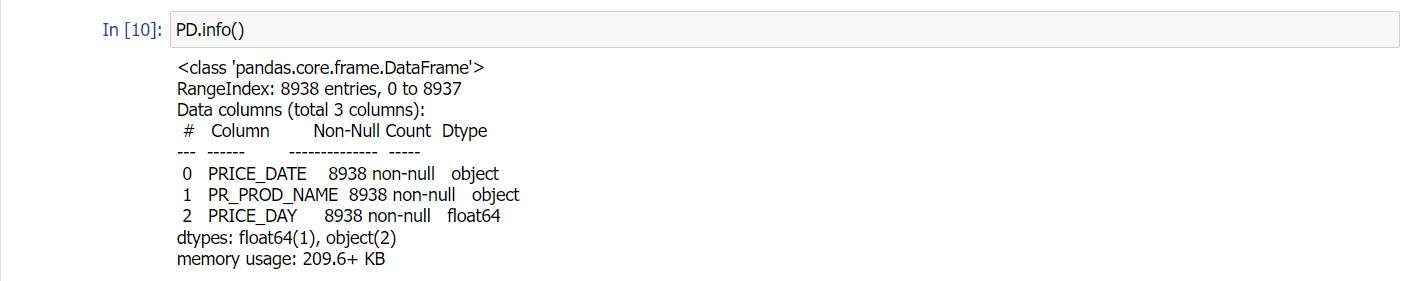 In [10]: PD.info()
<class 'pandas.core.frame.DataFrame'>
RangeIndex: 8938 entries, 0 to 8937
Data columns (total 3 columns):
 #   Column         Non-Null Count  Dtype
---  ------         --------------  -----
 0   PRICE_DATE     8938 non-null   object
 1   PR_PROD_NAME  8938 non-null   object
 2   PRICE_DAY      8938 non-null   float64
dtypes: float64(1), object(2)
memory usage: 209.6+ KB